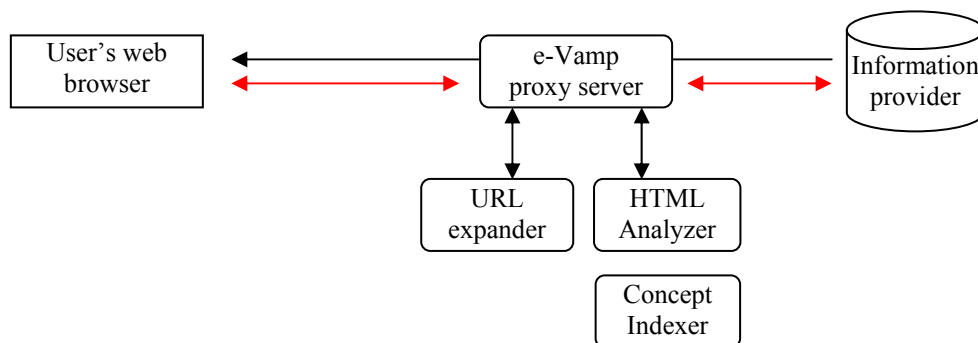 User’s web
browser
e-Vamp
proxy server
Information
provider
URL
expander
HTML
Analyzer
Concept
Indexer